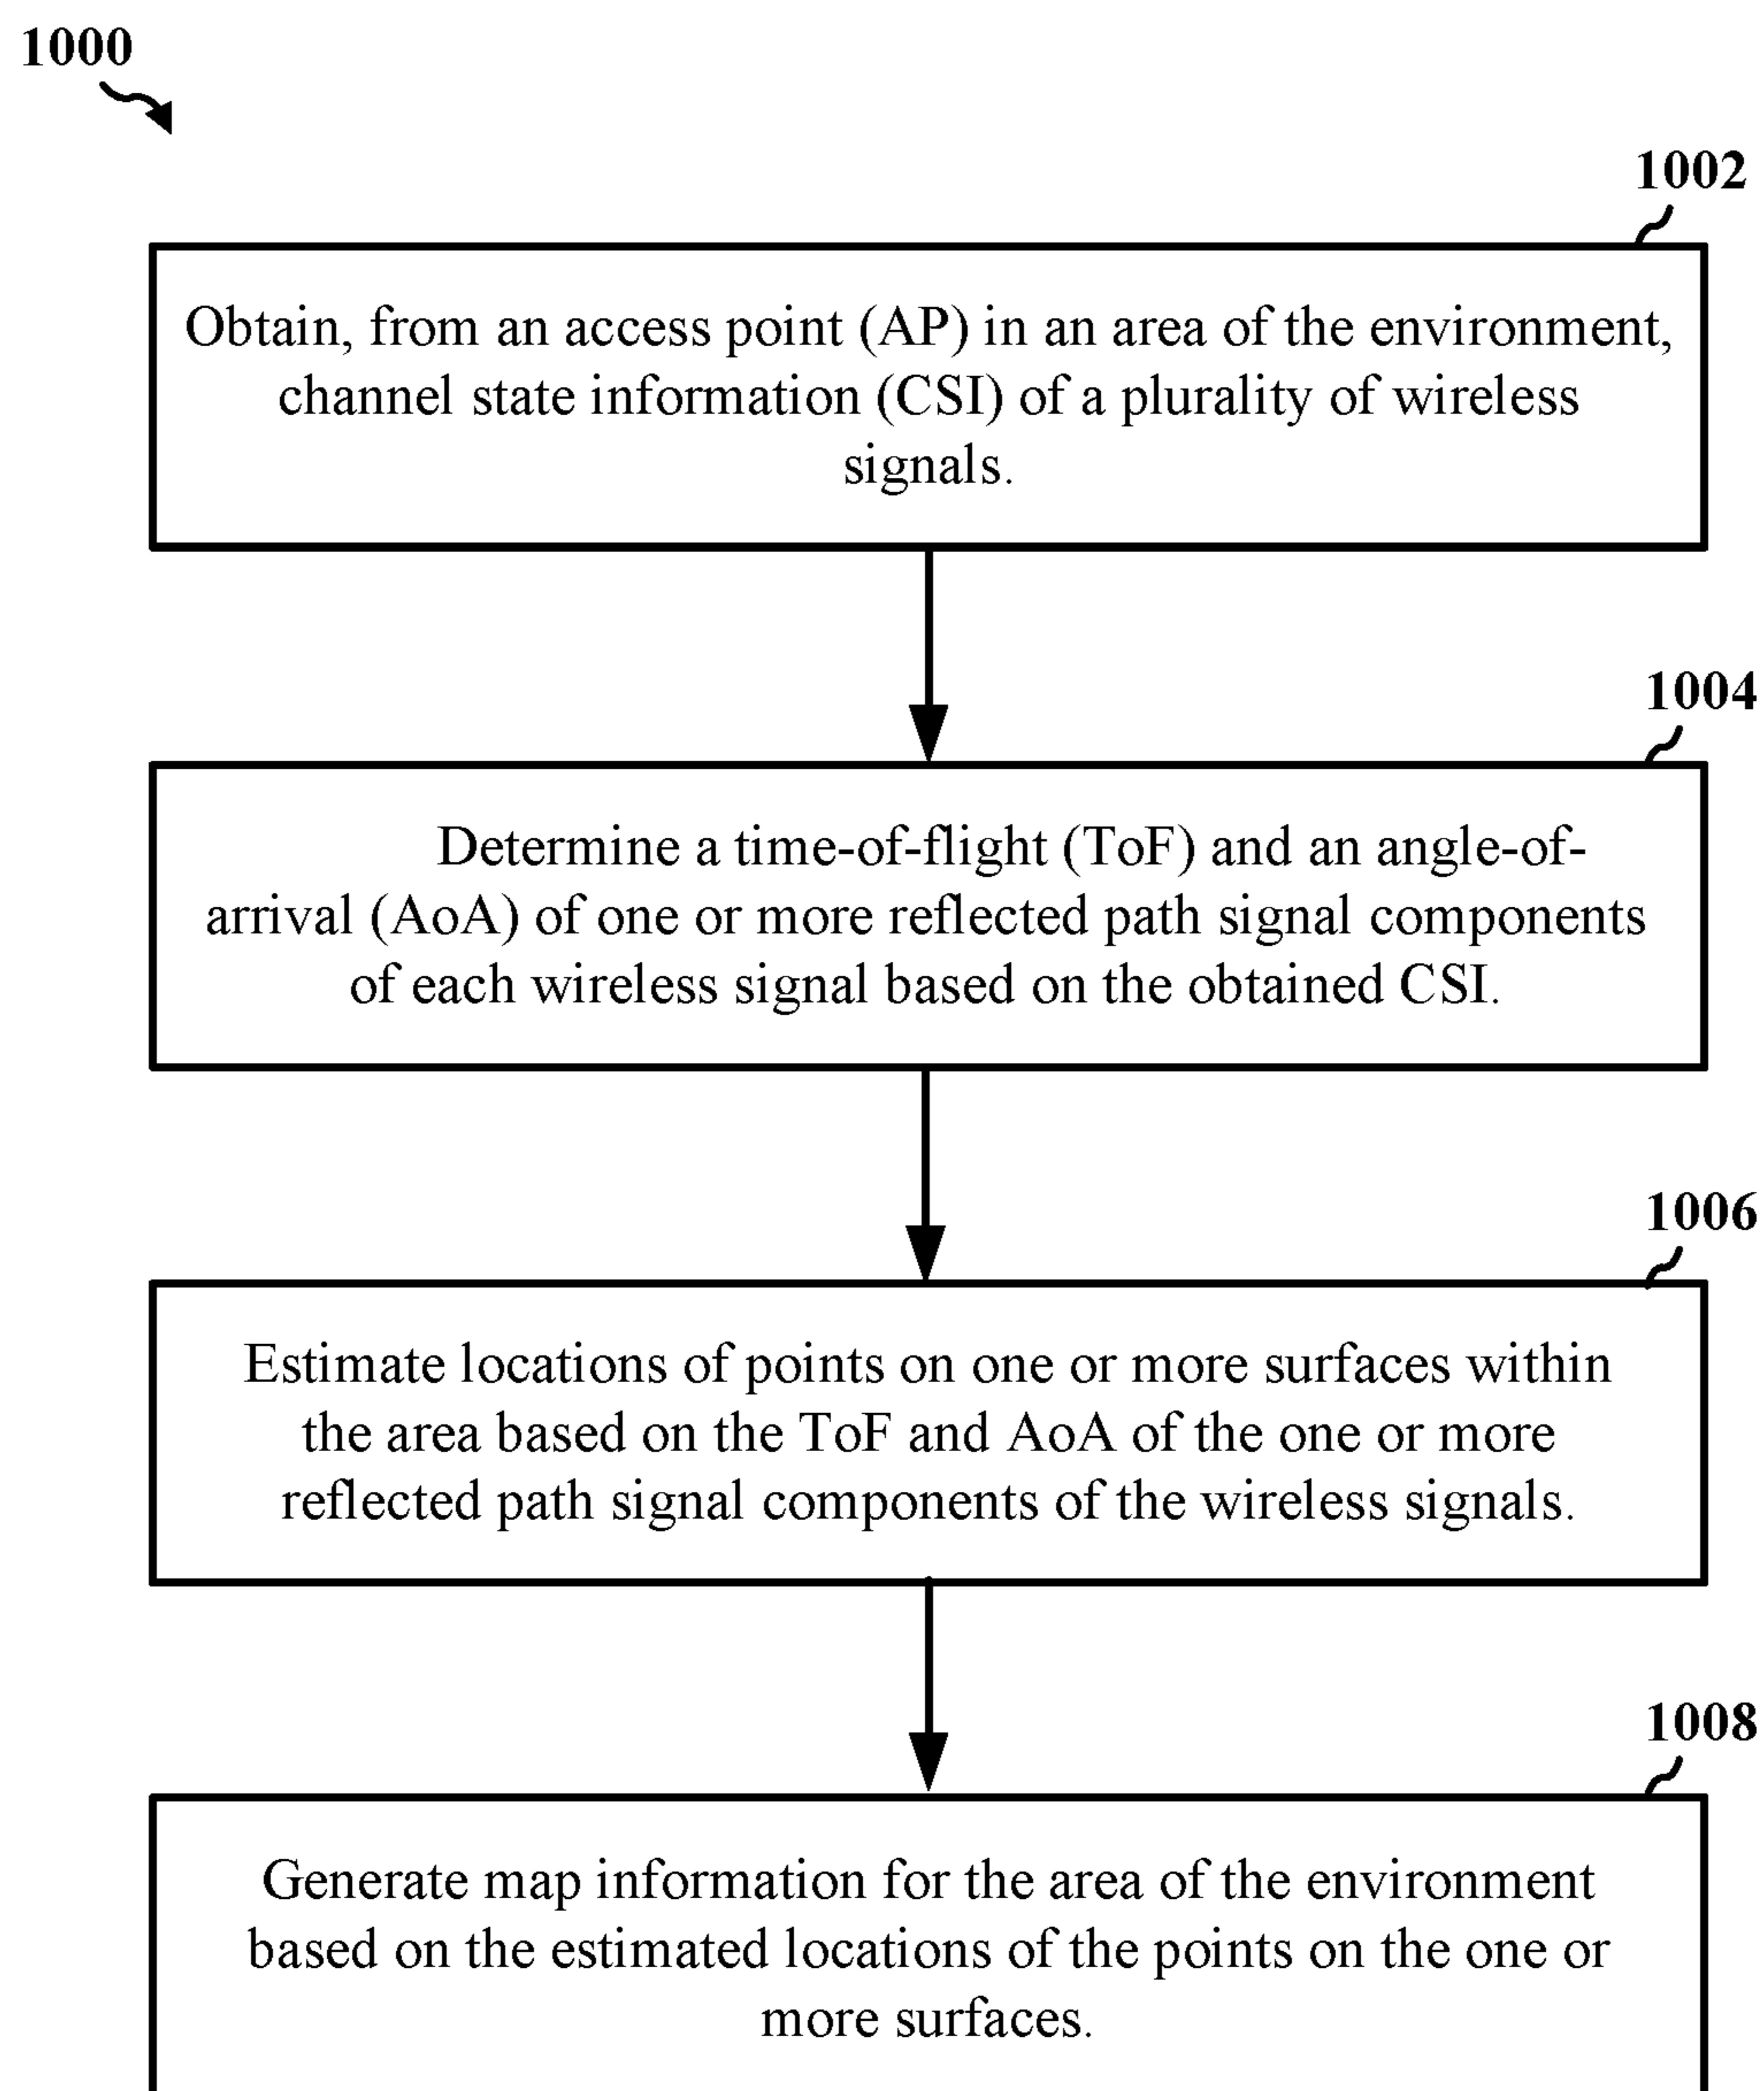 1000
1002
Obtain, from an access point (AP) in an area of the environment,
channel state information (CSI) of a plurality of wireless
signals.
1004
Determine a time-of-flight (ToF) and an angle-of-
arrival (AoA) of one or more reflected path signal components
of each wireless signal based on the obtained CSI.
1006
Estimate locations of points on one or more surfaces within
the area based on the ToF and AoA of the one or more
reflected path signal components of the wireless signals.
1008
Generate map information for the area of the environment
based on the estimated locations of the points on the one or
more surfaces.